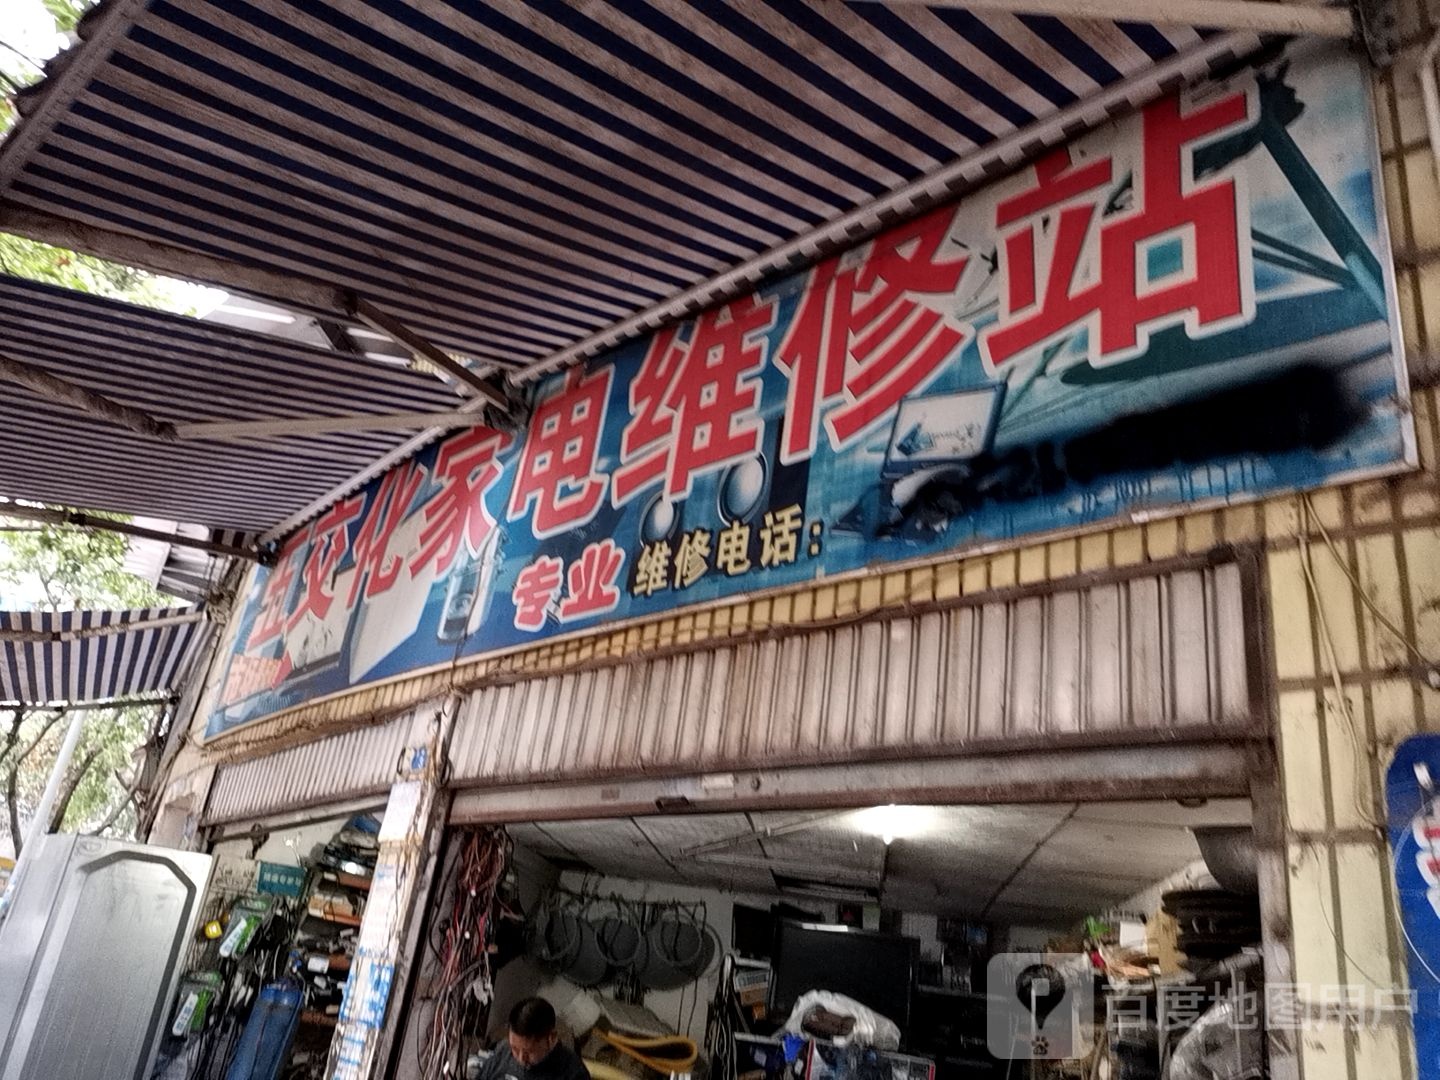 五交化家电维修站
专业 维修电话：
百度地图用户